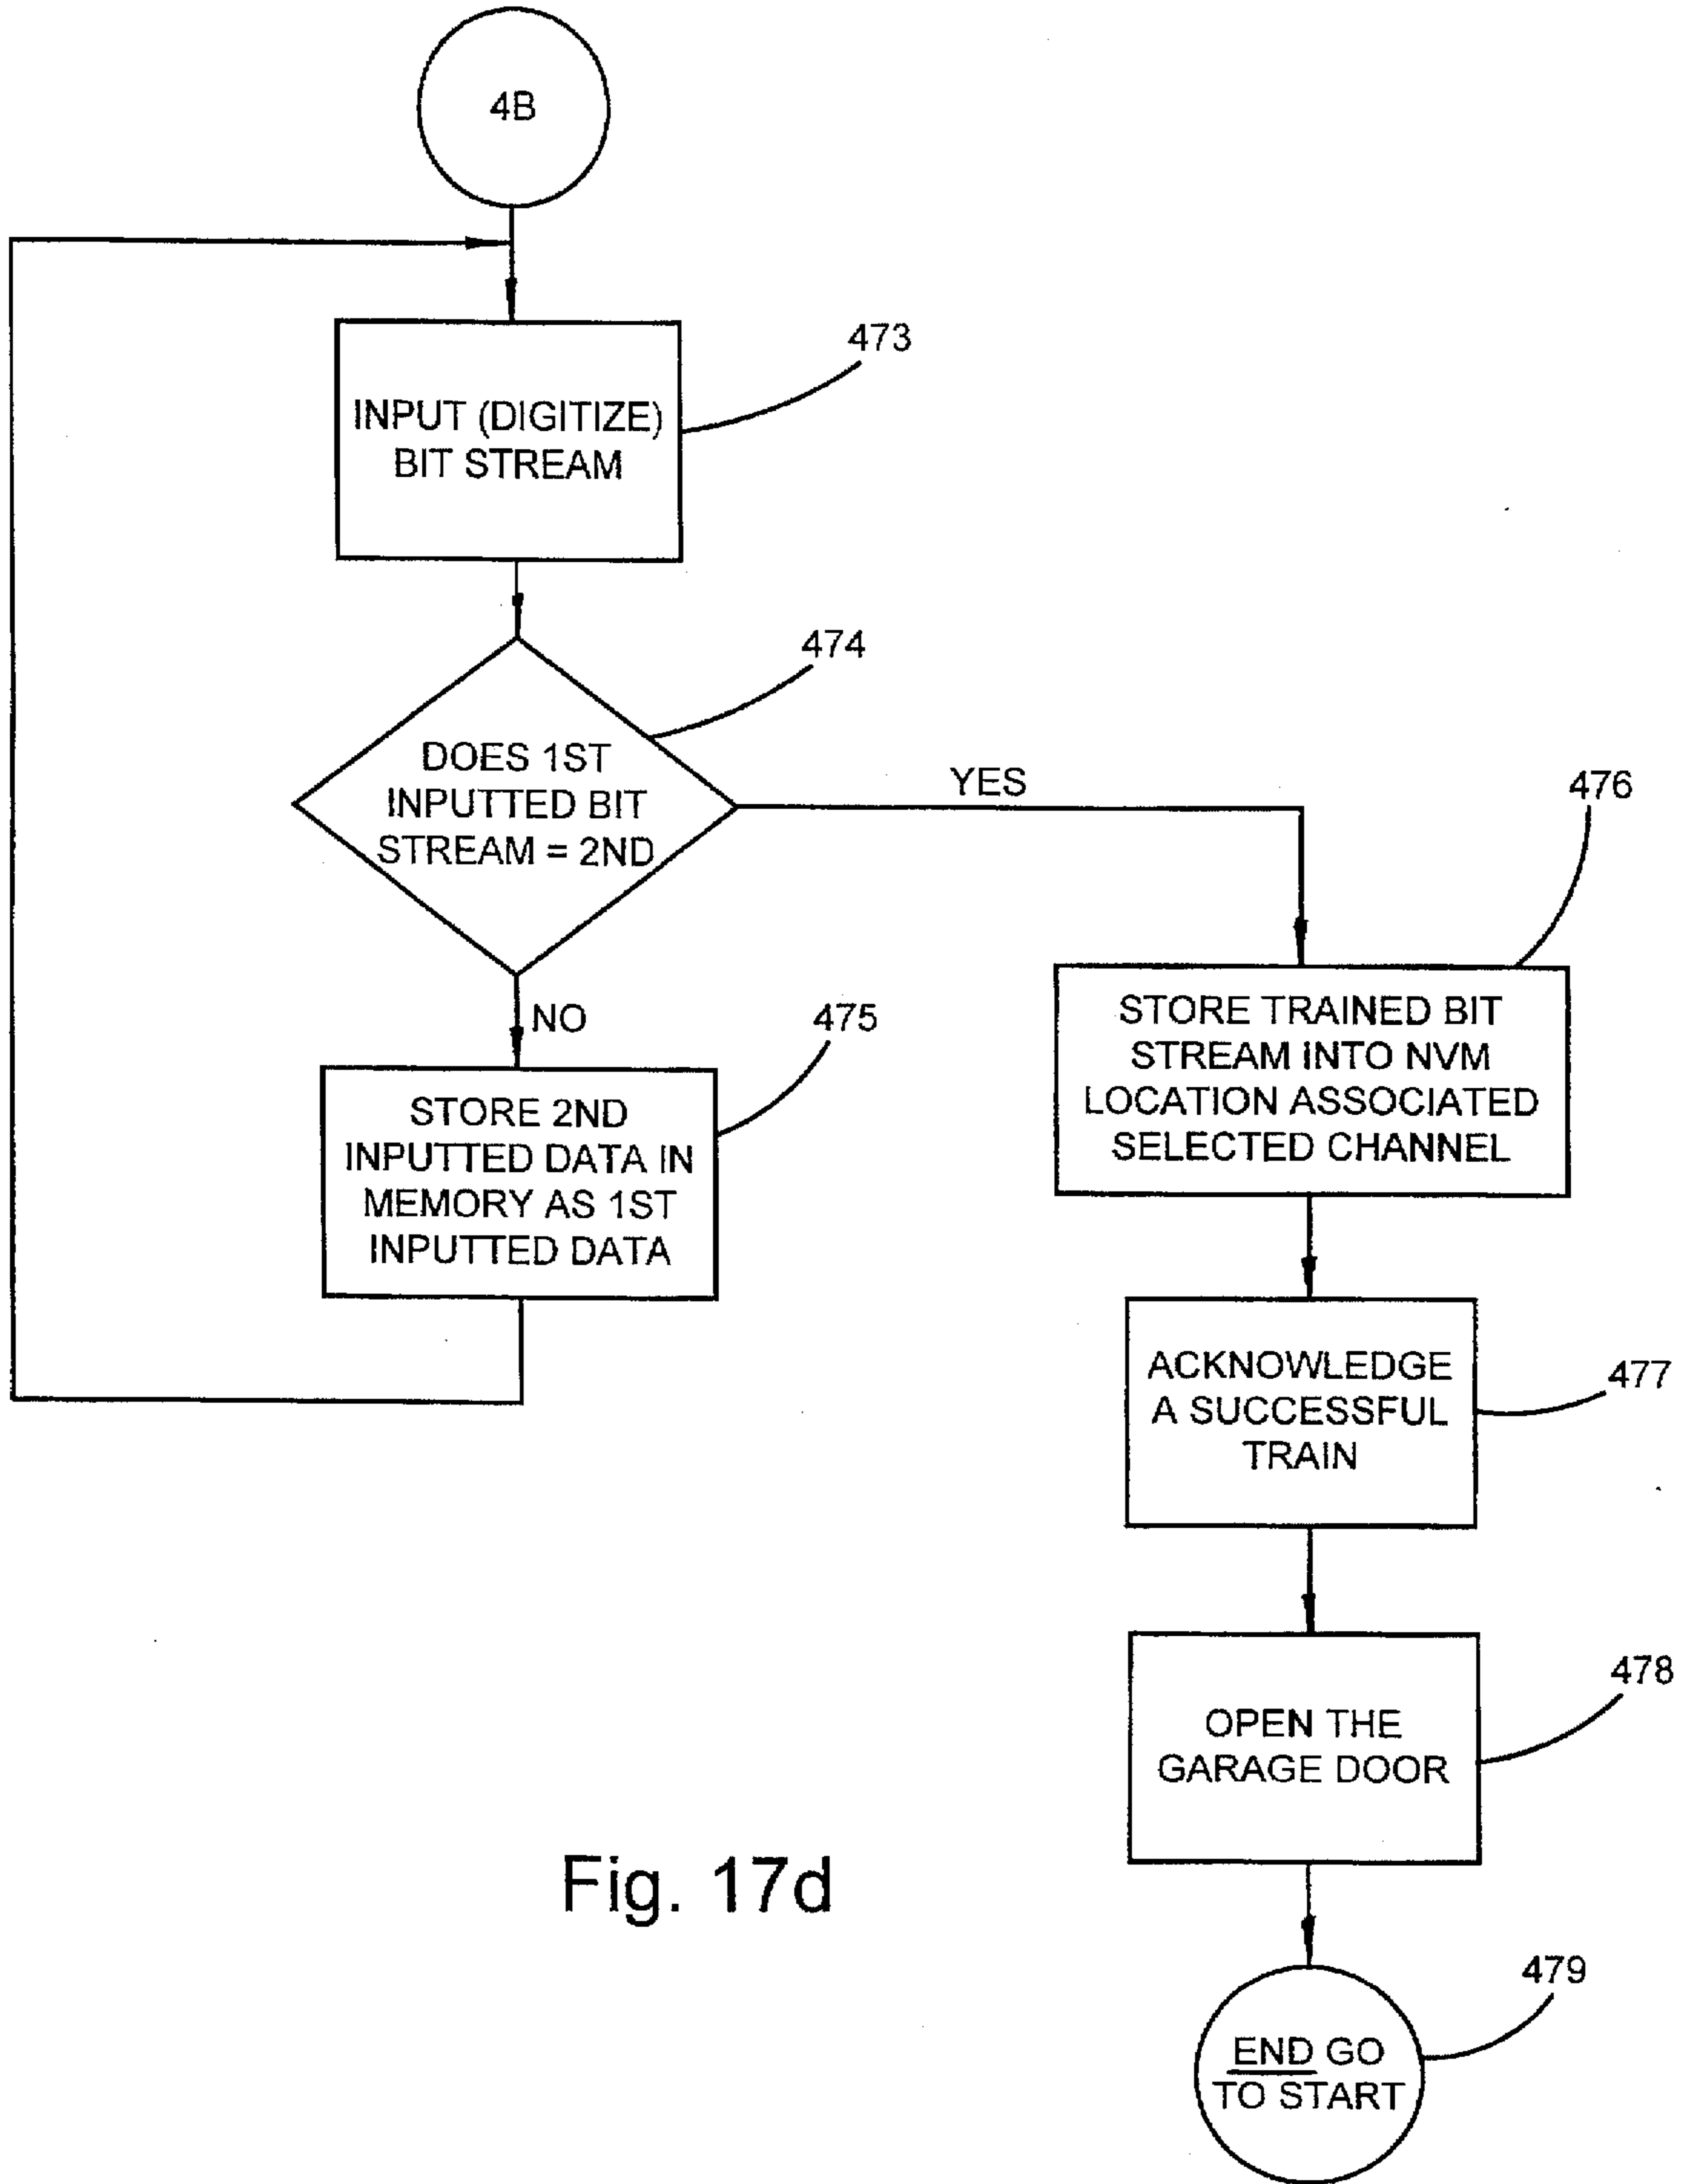 4B
473
INPUT (DIGITIZE)
BIT STREAM
474
DOES 1ST
INPUTTED BIT
STREAM = 2ND
YES
NO
475
STORE 2ND
INPUTTED DATA IN
MEMORY AS 1ST
INPUTTED DATA
476
STORE TRAINED BIT
STREAM INTO NVM
LOCATION ASSOCIATED
SELECTED CHANNEL
477
ACKNOWLEDGE
A SUCCESSFUL
TRAIN
478
OPEN THE
GARAGE DOOR
479
END GO
TO START
Fig. 17d